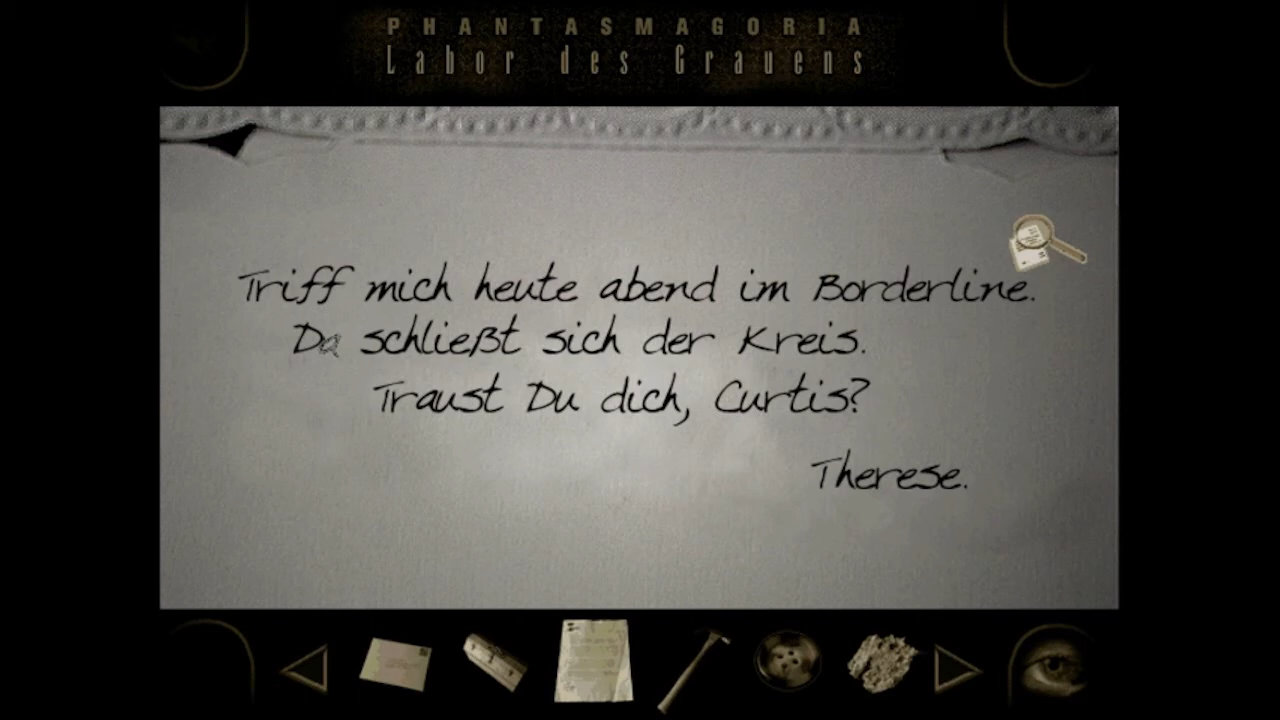 PHANTASMAGORIA
Labor des Grauens
Triff mich heute abend im Borderline.
Da schließt sich der Kreis.
Traust Du dich, Curtis?
Therese.